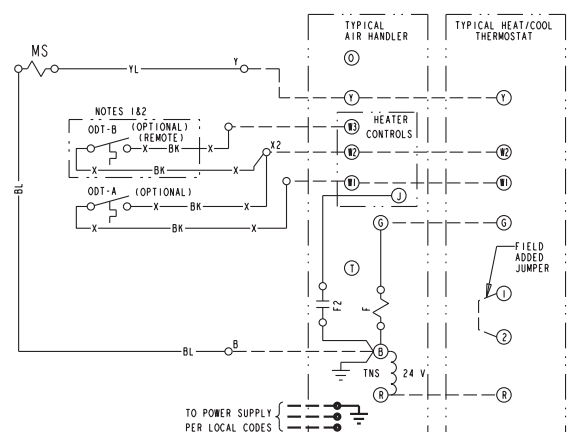 TYPICAL
AIR HANDLER
TYPICAL HEAT/COOL
THERMOSTAT
O
MS
YL
Y
Y
Y
NOTES 1&2
ODT-B (OPTIONAL)
(REMOTE)
X BK X
X BK X
X2
HEATER
CONTROLS
W3
W2
W2
W1
W1
J
ODT-A (OPTIONAL)
X BK X
X BK X
BL
G
G
FIELD
ADDED
JUMPER
T
1
2
F2
F
BL
B
B
TNS 24 V
R
R
TO POWER SUPPLY
PER LOCAL CODES